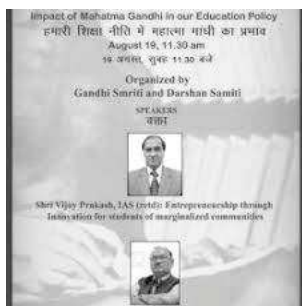 Impact of Mahatma Gandhi in our Education Policy
हमारी शिक्षा नीति में महात्मा गांधी का प्रभाव
August 19, 11.30 am
19 अगस्त, सुबह 11.30 बजे
Organized by
Gandhi Smriti and Darshan Samiti
SPEAKERS
वक्ता
Shri Vijoy Prakash, IAS (retd): Entrepreneurship through
Innovation for students of marginalized communities